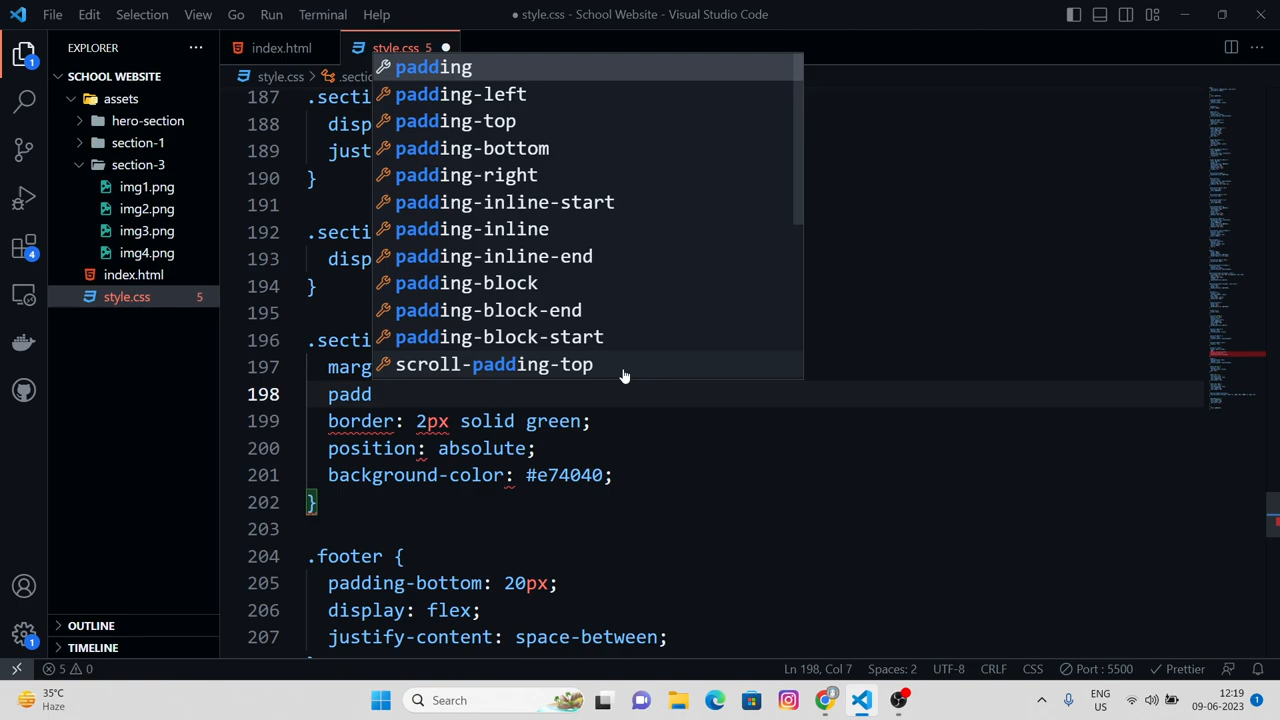 File Edit Selection View Go Run Terminal Help
● style.css - School Website - Visual Studio Code
EXPLORER
index.html
style.css 5
SCHOOL WEBSITE
assets
hero-section
section-1
section-3
img1.png
img2.png
img3.png
img4.png
index.html
style.css 5
OUTLINE
TIMELINE
1
4
1
style.css > .sectio
187 .secti
188 disp
189 just
190 }
191
192 .secti
193 disp
194 }
195
196 .secti
197 marg
198 padd
199 border: 2px solid green;
200 position: absolute;
201 background-color: #e74040;
202 }
203
204 .footer {
205 padding-bottom: 20px;
206 display: flex;
207 justify-content: space-between;
padding
padding-left
padding-top
padding-bottom
padding-right
padding-inline-start
padding-inline
padding-inline-end
padding-block
padding-block-end
padding-block-start
scroll-padding-top
5 0
Ln 198, Col 7 Spaces: 2 UTF-8 CRLF CSS Port : 5500 Prettier
35°C
Haze
Search
ENG
US
12:19
09-06-2023
1